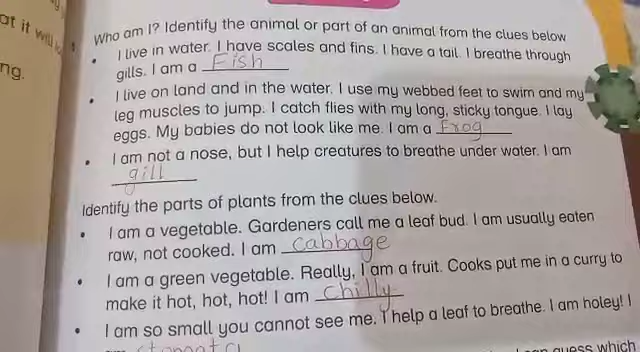 at it will
ng.
Who am I? Identify the animal or part of an animal from the clues below
• I live in water. I have scales and fins. I have a tail. I breathe through
gills. I am a Fish
• I live on land and in the water. I use my webbed feet to swim and my
leg muscles to jump. I catch flies with my long, sticky tongue. I lay
eggs. My babies do not look like me. I am a Frog
• I am not a nose, but I help creatures to breathe under water. I am
gill
Identify the parts of plants from the clues below.
• I am a vegetable. Gardeners call me a leaf bud. I am usually eaten
raw, not cooked. I am cabbage
• I am a green vegetable. Really, I am a fruit. Cooks put me in a curry to
make it hot, hot, hot! I am chilly
• I am so small you cannot see me. I help a leaf to breathe. I am holey! I
guess which